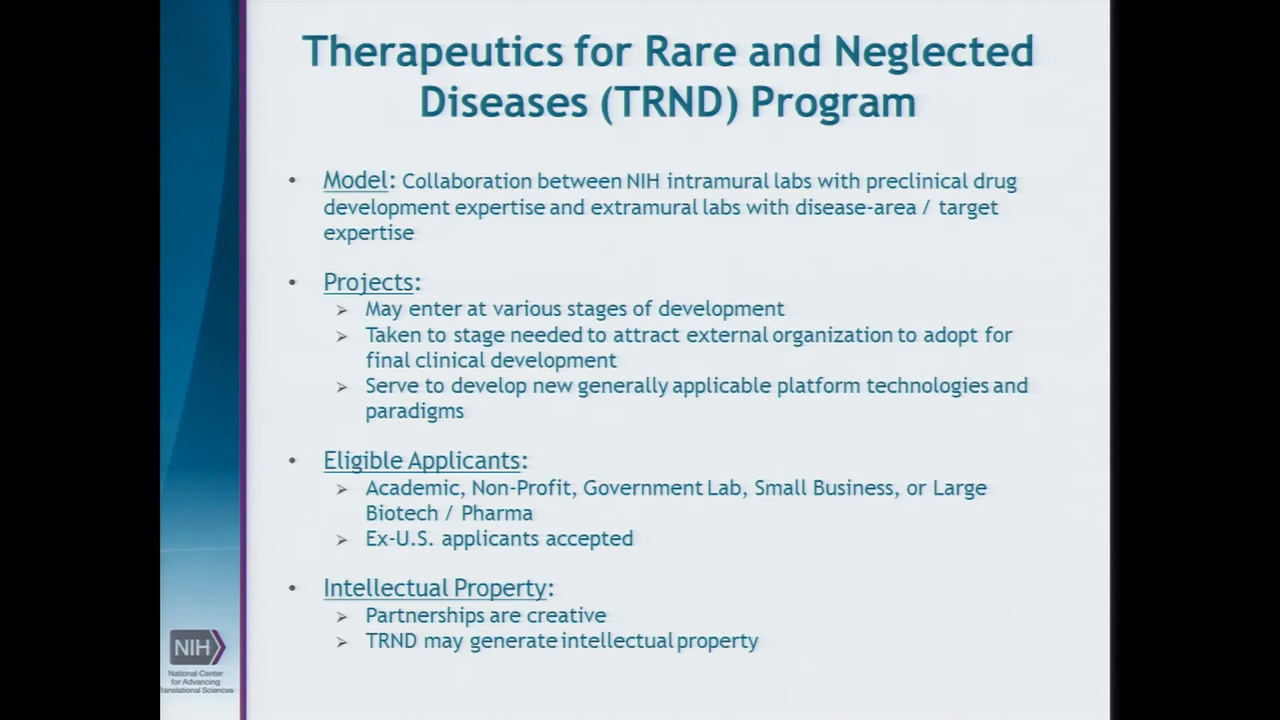 Therapeutics for Rare and Neglected
Diseases (TRND) Program
• Model: Collaboration between NIH intramural labs with preclinical drug
development expertise and extramural labs with disease-area / target
expertise
• Projects:
➢ May enter at various stages of development
➢ Taken to stage needed to attract external organization to adopt for
final clinical development
➢ Serve to develop new generally applicable platform technologies and
paradigms
• Eligible Applicants:
➢ Academic, Non-Profit, Government Lab, Small Business, or Large
Biotech / Pharma
➢ Ex-U.S. applicants accepted
• Intellectual Property:
➢ Partnerships are creative
➢ TRND may generate intellectual property
NIH
National Center
for Advancing
Translational Sciences